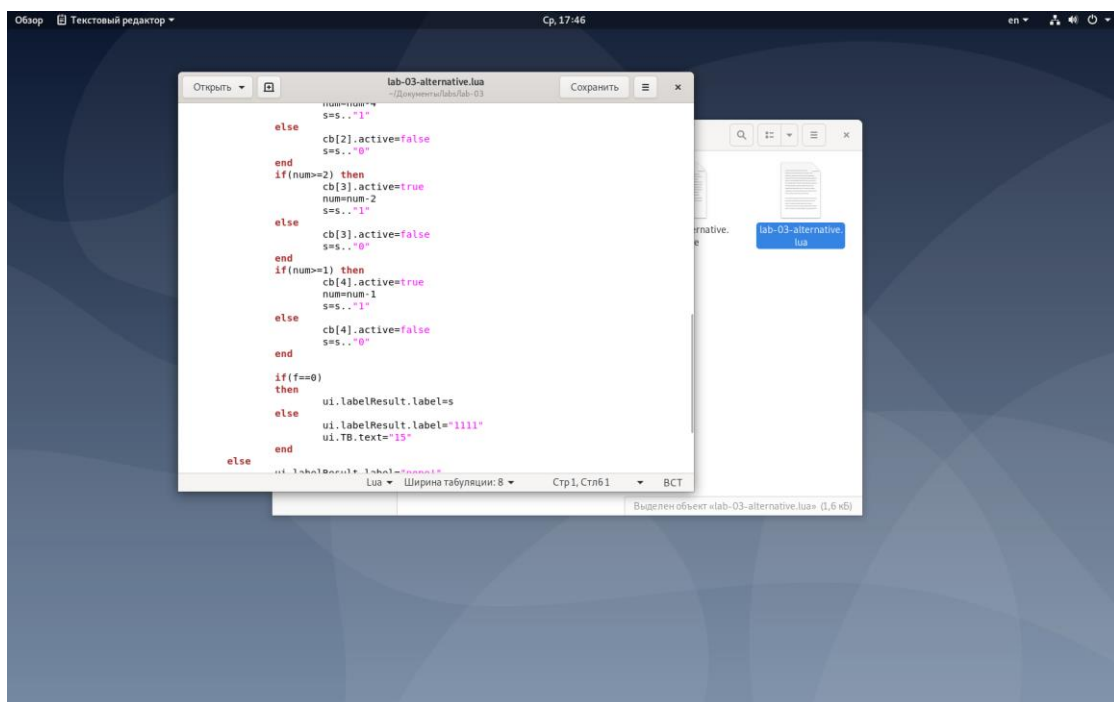 Обзор Текстовый редактор Ср, 17:46 en
Открыть lab-03-alternative.lua Сохранить
~/Документы/labs/lab-03
num=num-4
s=s.."1"
else
cb[2].active=false
s=s.."0"
end
if(num>=2) then
cb[3].active=true
num=num-2
s=s.."1"
else
cb[3].active=false
s=s.."0"
end
if(num>=1) then
cb[4].active=true
num=num-1
s=s.."1"
else
cb[4].active=false
s=s.."0"
end
if(f==0)
then
ui.labelResult.label=s
else
ui.labelResult.label="1111"
ui.TB.text="15"
end
else
Lua Ширина табуляции: 8 Стр 1, Стлб 1 ВСТ
ernative.
e
lab-03-alternative.
lua
Выделен объект «lab-03-alternative.lua» (1,6 кБ)